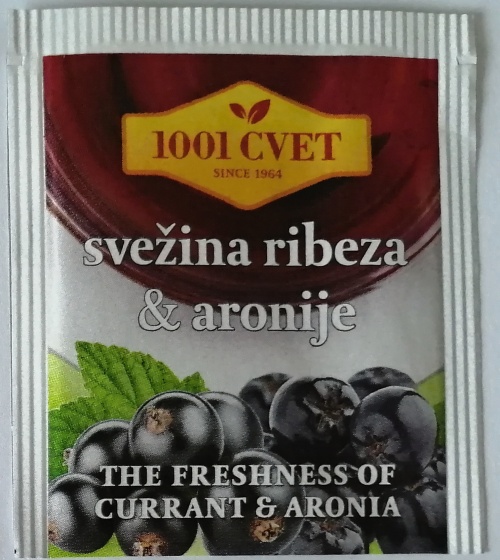 1001 CVET
SINCE 1964
svežina ribeza
& aronije
THE FRESHNESS OF
CURRANT & ARONIA